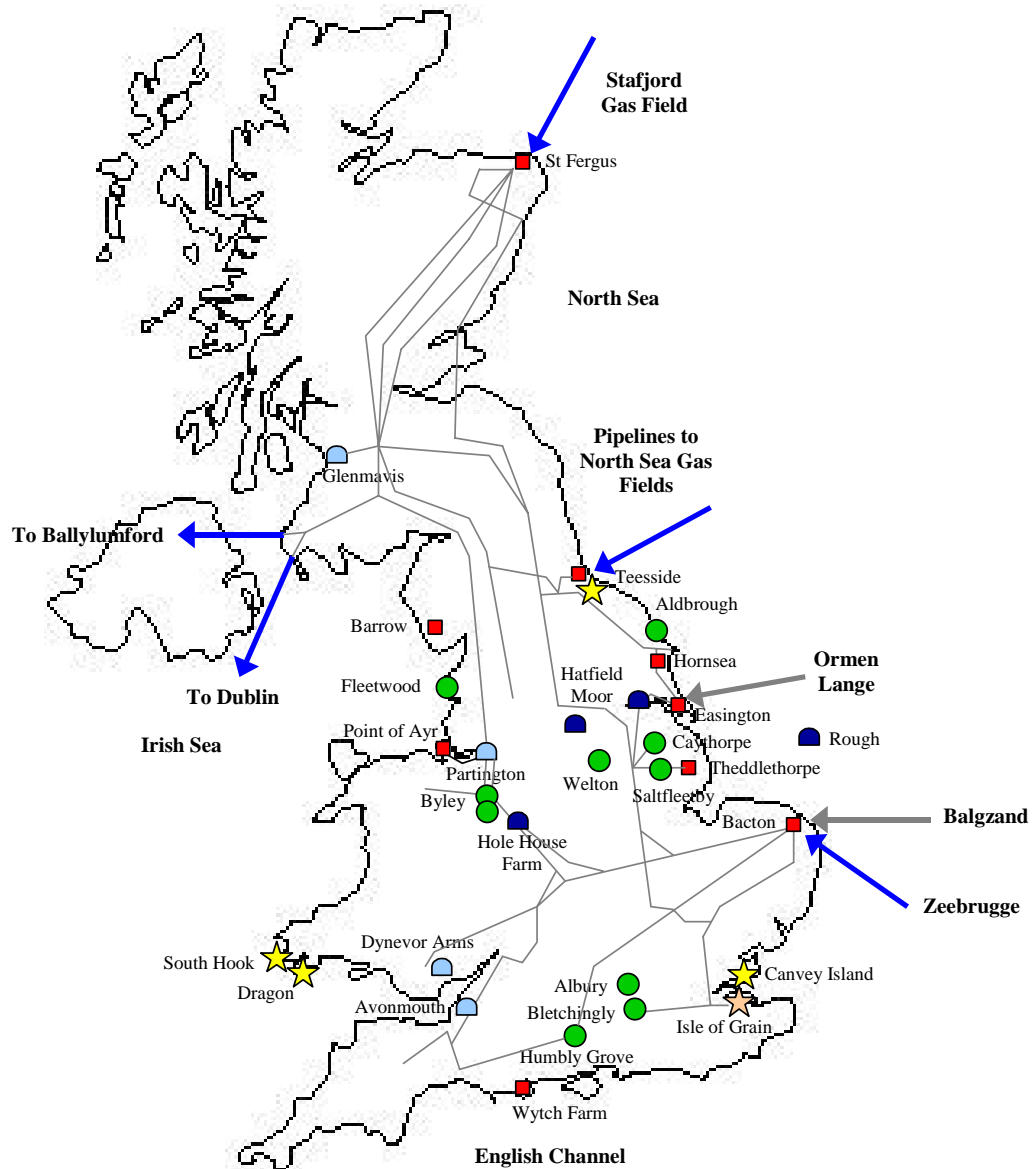 Stafjord
Gas Field
St Fergus
North Sea
Pipelines to
North Sea Gas
Fields
Glenmavis
To Ballylumford
Teesside
Aldbrough
Barrow
Hornsea
Ormen
Lange
Hatfield
Moor
To Dublin
Fleetwood
Easington
Irish Sea
Point of Ayr
Caythorpe
Rough
Partington
Welton
Theddlethorpe
Saltfleetby
Byley
Bacton
Balgzand
Hole House
Farm
Zeebrugge
Dynevor Arms
South Hook
Dragon
Canvey Island
Albury
Avonmouth
Bletchingly
Isle of Grain
Humbly Grove
Wytch Farm
English Channel